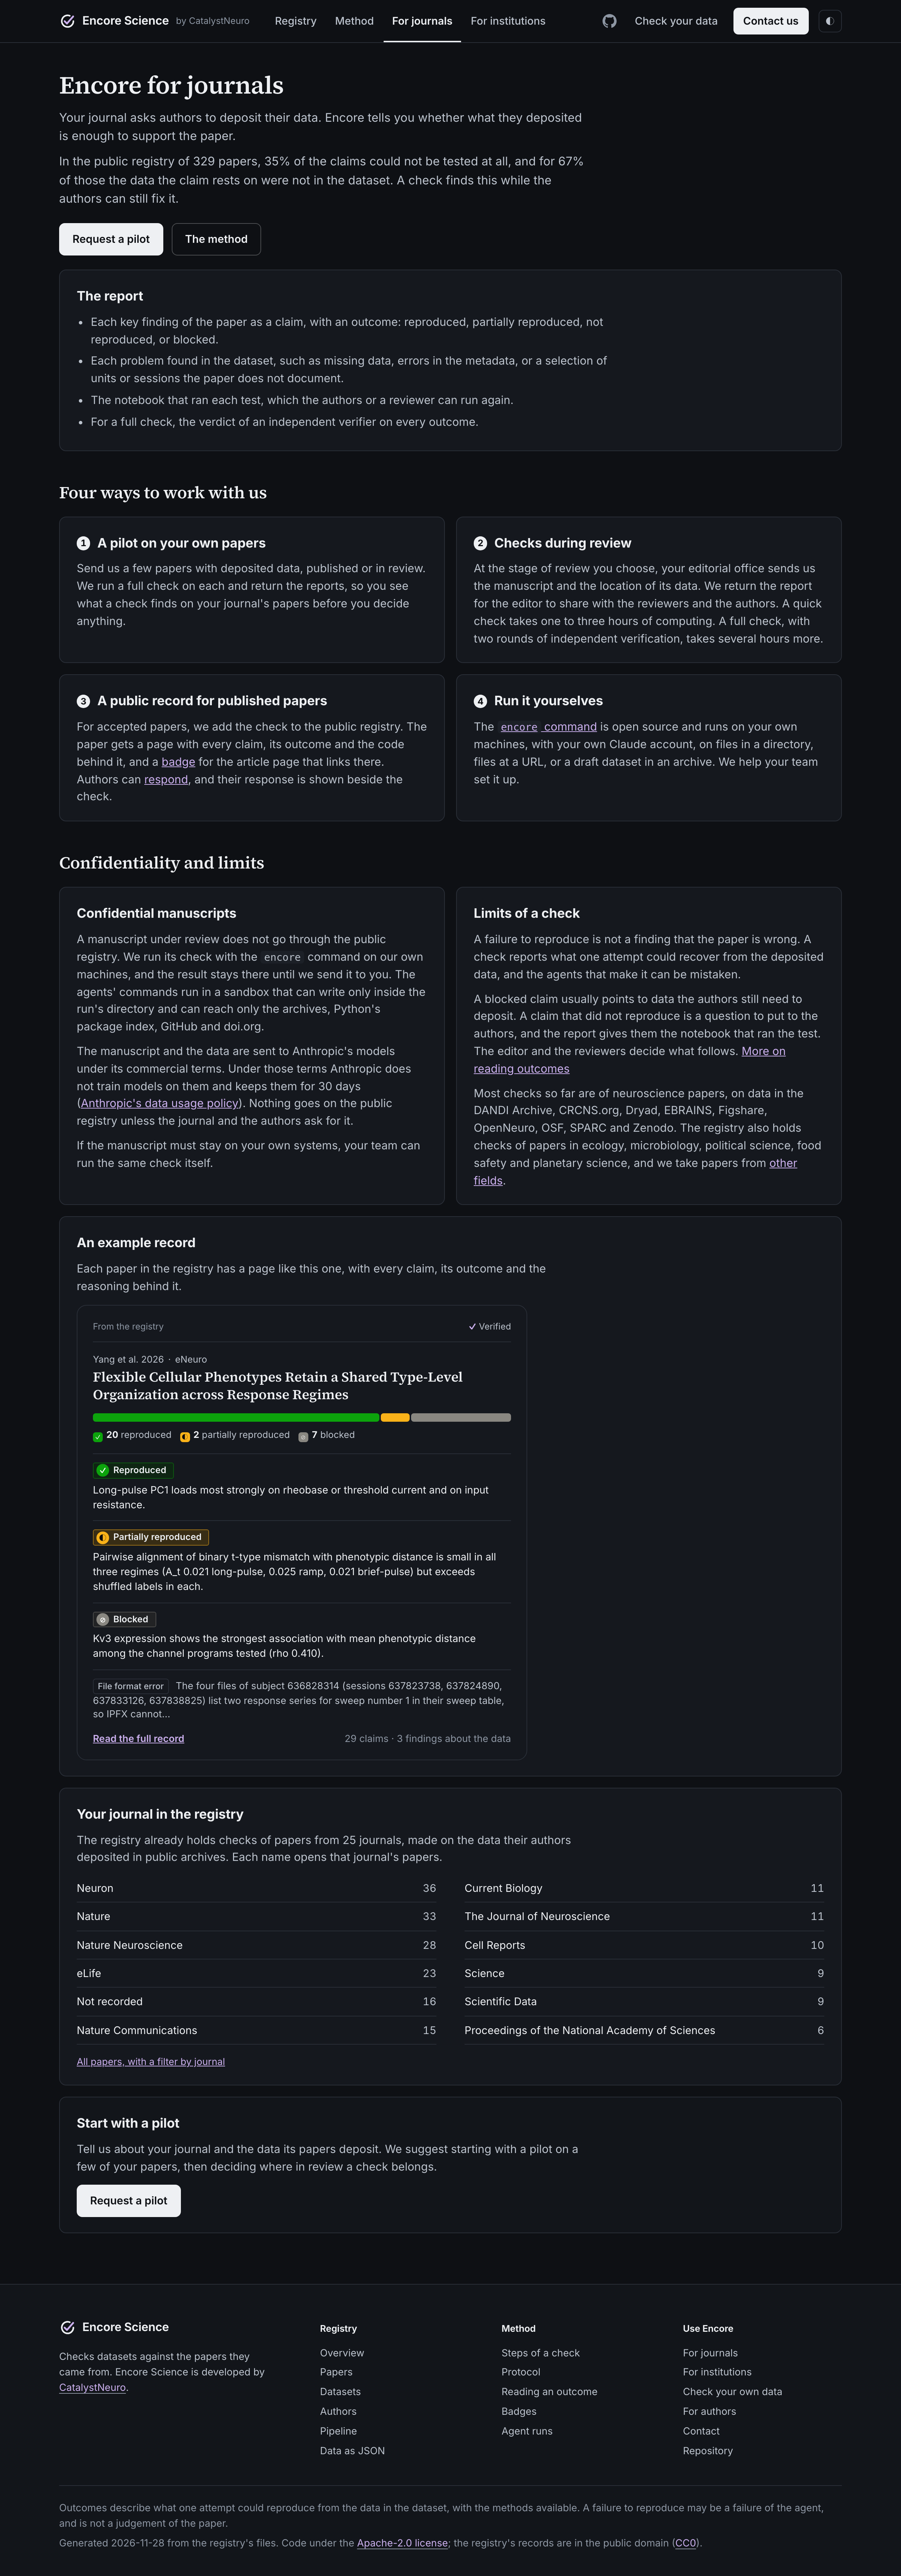 Encore Science by CatalystNeuro Registry Method For journals For institutions Check your data Contact us
Encore for journals
Your journal asks authors to deposit their data. Encore tells you whether what they deposited
is enough to support the paper.
In the public registry of 329 papers, 35% of the claims could not be tested at all, and for 67%
of those the data the claim rests on were not in the dataset. A check finds this while the
authors can still fix it.
Request a pilot The method
The report
• Each key finding of the paper as a claim, with an outcome: reproduced, partially reproduced, not
reproduced, or blocked.
• Each problem found in the dataset, such as missing data, errors in the metadata, or a selection of
units or sessions the paper does not document.
• The notebook that ran each test, which the authors or a reviewer can run again.
• For a full check, the verdict of an independent verifier on every outcome.
Four ways to work with us
1 A pilot on your own papers
Send us a few papers with deposited data, published or in review.
We run a full check on each and return the reports, so you see
what a check finds on your journal's papers before you decide
anything.
2 Checks during review
At the stage of review you choose, your editorial office sends us
the manuscript and the location of its data. We return the report
for the editor to share with the reviewers and the authors. A quick
check takes one to three hours of computing. A full check, with
two rounds of independent verification, takes several hours more.
3 A public record for published papers
For accepted papers, we add the check to the public registry. The
paper gets a page with every claim, its outcome and the code
behind it, and a badge for the article page that links there.
Authors can respond, and their response is shown beside the
check.
4 Run it yourselves
The encore command is open source and runs on your own
machines, with your own Claude account, on files in a directory,
files at a URL, or a draft dataset in an archive. We help your team
set it up.
Confidentiality and limits
Confidential manuscripts
A manuscript under review does not go through the public
registry. We run its check with the encore command on our own
machines, and the result stays there until we send it to you. The
agents' commands run in a sandbox that can write only inside the
run's directory and can reach only the archives, Python's
package index, GitHub and doi.org.
The manuscript and the data are sent to Anthropic's models
under its commercial terms. Under those terms Anthropic does
not train models on them and keeps them for 30 days
(Anthropic's data usage policy). Nothing goes on the public
registry unless the journal and the authors ask for it.
If the manuscript must stay on your own systems, your team can
run the same check itself.
Limits of a check
A failure to reproduce is not a finding that the paper is wrong. A
check reports what one attempt could recover from the deposited
data, and the agents that make it can be mistaken.
A blocked claim usually points to data the authors still need to
deposit. A claim that did not reproduce is a question to put to the
authors, and the report gives them the notebook that ran the test.
The editor and the reviewers decide what follows. More on
reading outcomes
Most checks so far are of neuroscience papers, on data in the
DANDI Archive, CRCNS.org, Dryad, EBRAINS, Figshare,
OpenNeuro, OSF, SPARC and Zenodo. The registry also holds
checks of papers in ecology, microbiology, political science, food
safety and planetary science, and we take papers from other
fields.
An example record
Each paper in the registry has a page like this one, with every claim, its outcome and the
reasoning behind it.
From the registry ✓ Verified
Yang et al. 2026 · eNeuro
Flexible Cellular Phenotypes Retain a Shared Type-Level
Organization across Response Regimes
20 reproduced 2 partially reproduced 7 blocked
Reproduced
Long-pulse PC1 loads most strongly on rheobase or threshold current and on input
resistance.
Partially reproduced
Pairwise alignment of binary t-type mismatch with phenotypic distance is small in all
three regimes (A_t 0.021 long-pulse, 0.025 ramp, 0.021 brief-pulse) but exceeds
shuffled labels in each.
Blocked
Kv3 expression shows the strongest association with mean phenotypic distance
among the channel programs tested (rho 0.410).
File format error The four files of subject 636828314 (sessions 637823738, 637824890,
637833126, 637838825) list two response series for sweep number 1 in their sweep table,
so IPFX cannot...
Read the full record 29 claims · 3 findings about the data
Your journal in the registry
The registry already holds checks of papers from 25 journals, made on the data their authors
deposited in public archives. Each name opens that journal's papers.
Neuron 36
Nature 33
Nature Neuroscience 28
eLife 23
Not recorded 16
Nature Communications 15
Current Biology 11
The Journal of Neuroscience 11
Cell Reports 10
Science 9
Scientific Data 9
Proceedings of the National Academy of Sciences 6
All papers, with a filter by journal
Start with a pilot
Tell us about your journal and the data its papers deposit. We suggest starting with a pilot on a
few of your papers, then deciding where in review a check belongs.
Request a pilot
Encore Science
Checks datasets against the papers they
came from. Encore Science is developed by
CatalystNeuro.
Registry
Overview
Papers
Datasets
Authors
Pipeline
Data as JSON
Method
Steps of a check
Protocol
Reading an outcome
Badges
Agent runs
Use Encore
For journals
For institutions
Check your own data
For authors
Contact
Repository
Outcomes describe what one attempt could reproduce from the data in the dataset, with the methods available. A failure to reproduce may be a failure of the agent,
and is not a judgement of the paper.
Generated 2026-11-28 from the registry's files. Code under the Apache-2.0 license; the registry's records are in the public domain (CC0).